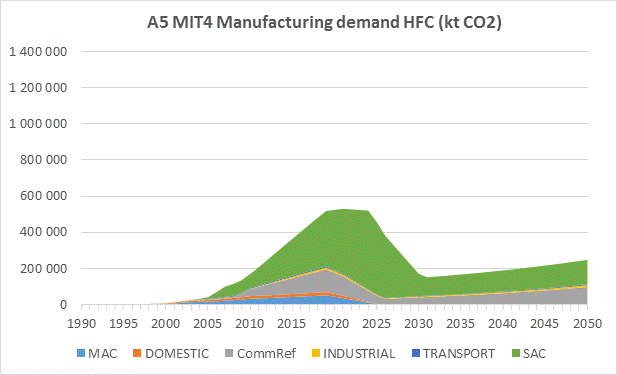 A5 MIT4 Manufacturing demand HFC (kt CO2)
1 400 000
1 200 000
1 000 000
800 000
600 000
400 000
200 000
0
1990 1995 2000 2005 2010 2015 2020 2025 2030 2035 2040 2045 2050
MAC DOMESTIC CommRef INDUSTRIAL TRANSPORT SAC